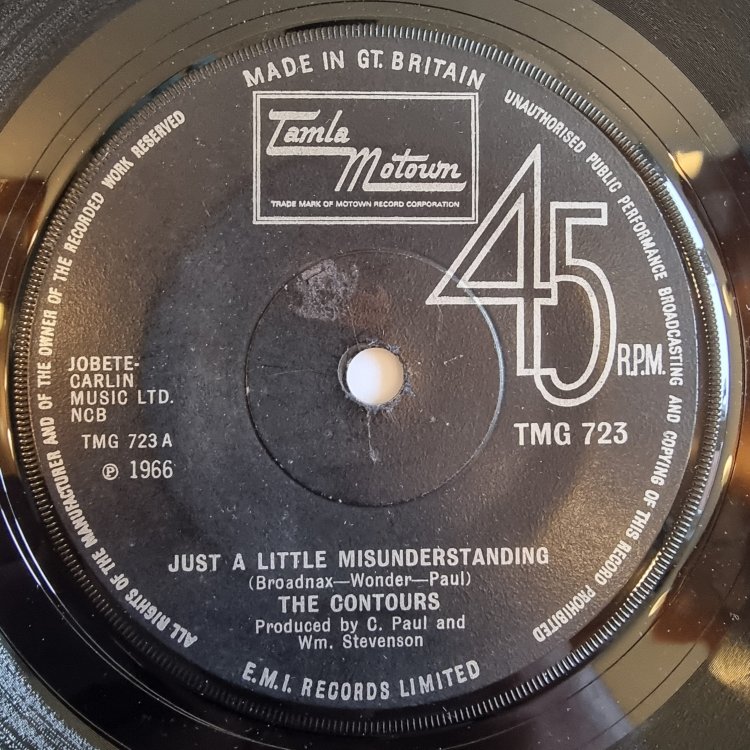 MADE IN GT. BRITAIN
Tamla
Motown
TRADE MARK OF MOTOWN RECORD CORPORATION
UNAUTHORISED PUBLIC PERFORMANCE BROADCASTING AND COPYING OF THIS RECORD PROHIBITED
ALL RIGHTS OF THE MANUFACTURER AND OF THE OWNER OF THE RECORDED WORK RESERVED
45 R.P.M.
TMG 723
JOBETE-
CARLIN
MUSIC LTD.
NCB
TMG 723 A
℗ 1966
JUST A LITTLE MISUNDERSTANDING
(Broadnax—Wonder—Paul)
THE CONTOURS
Produced by C. Paul and
Wm. Stevenson
E.M.I. RECORDS LIMITED